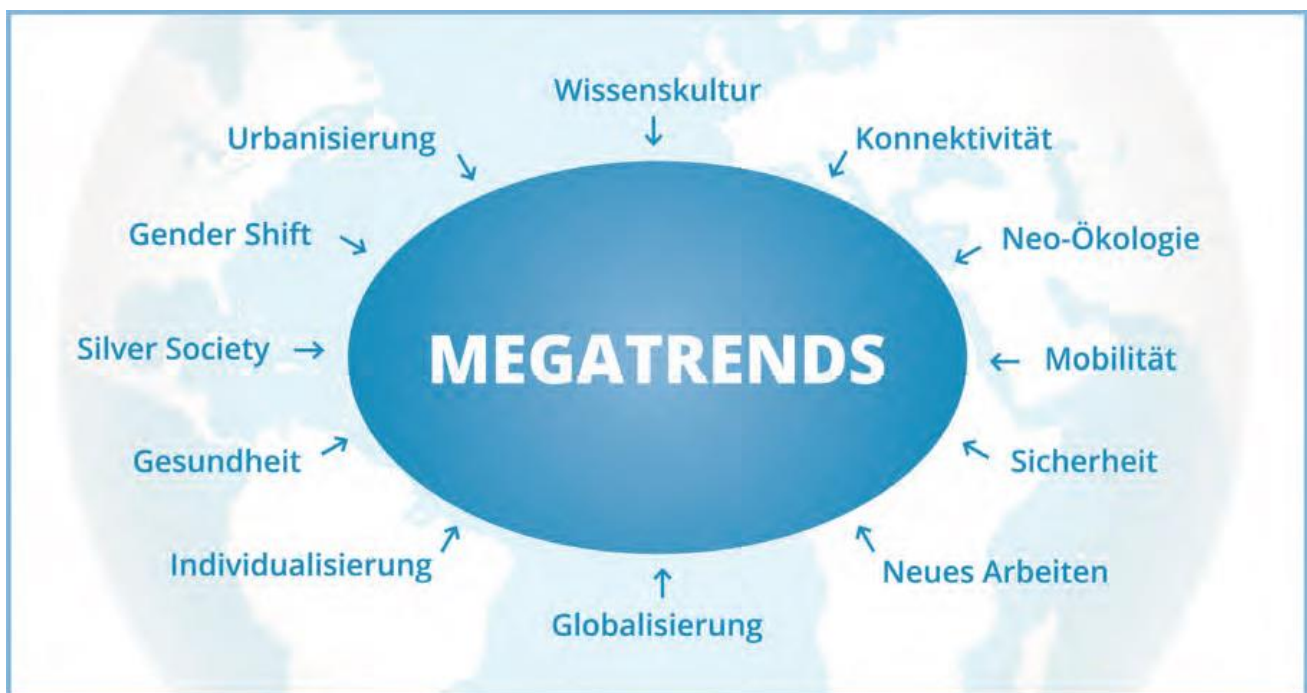 Wissenskultur
Urbanisierung
Konnektivität
Gender Shift
Neo-Ökologie
Silver Society
MEGATRENDS
Mobilität
Gesundheit
Sicherheit
Individualisierung
Neues Arbeiten
Globalisierung